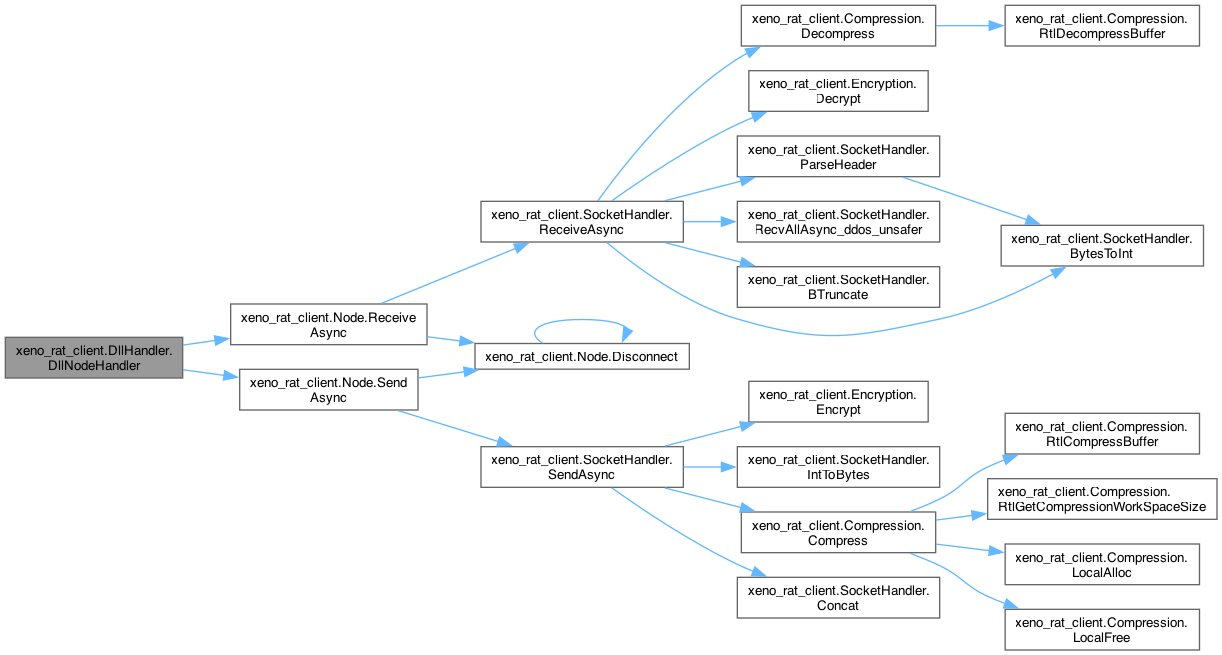 xeno_rat_client.Compression.
Decompress
xeno_rat_client.Compression.
RtlDecompressBuffer
xeno_rat_client.Encryption.
Decrypt
xeno_rat_client.SocketHandler.
ParseHeader
xeno_rat_client.SocketHandler.
ReceiveAsync
xeno_rat_client.SocketHandler.
RecvAllAsync_ddos_unsafer
xeno_rat_client.SocketHandler.
BytesToInt
xeno_rat_client.SocketHandler.
BTruncate
xeno_rat_client.Node.Receive
Async
xeno_rat_client.DllHandler.
DllNodeHandler
xeno_rat_client.Node.Disconnect
xeno_rat_client.Node.Send
Async
xeno_rat_client.Encryption.
Encrypt
xeno_rat_client.Compression.
RtlCompressBuffer
xeno_rat_client.SocketHandler.
SendAsync
xeno_rat_client.SocketHandler.
IntToBytes
xeno_rat_client.Compression.
RtlGetCompressionWorkSpaceSize
xeno_rat_client.Compression.
Compress
xeno_rat_client.Compression.
LocalAlloc
xeno_rat_client.SocketHandler.
Concat
xeno_rat_client.Compression.
LocalFree